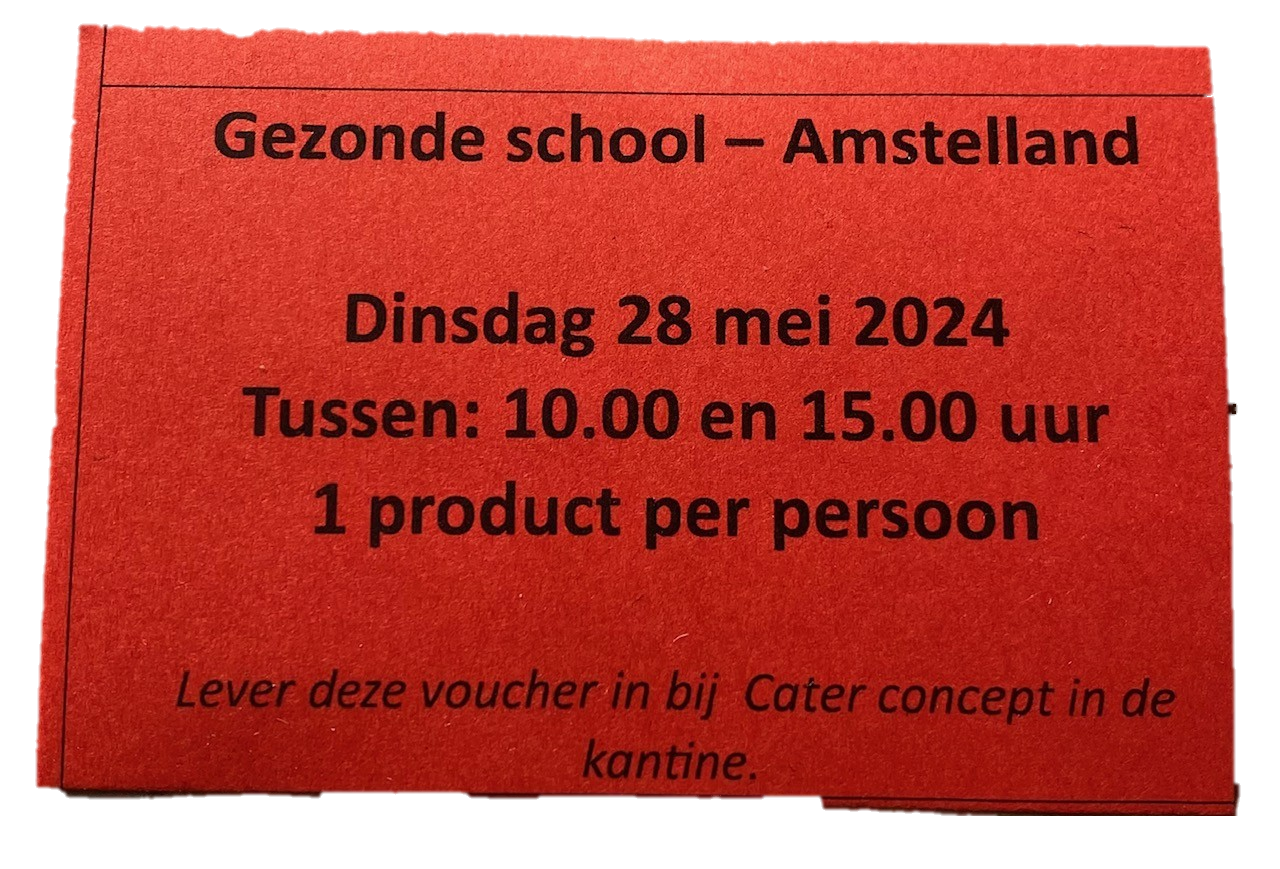 Gezonde school – Amstelland
Dinsdag 28 mei 2024
Tussen: 10.00 en 15.00 uur
1 product per persoon
Lever deze voucher in bij Cater concept in de
kantine.